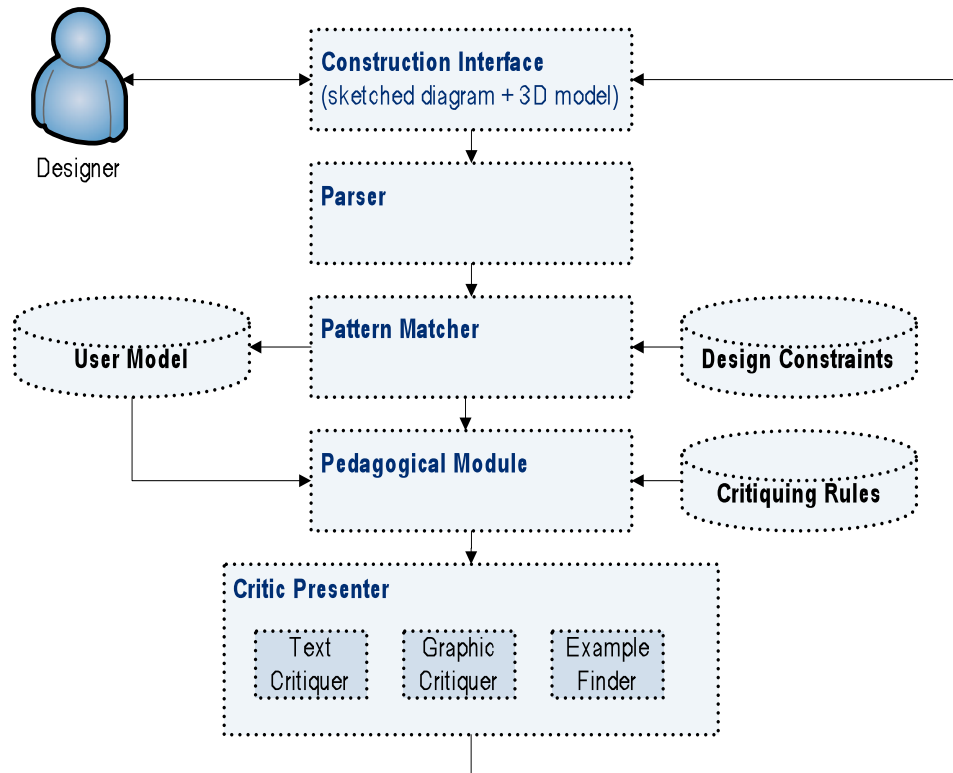 Construction Interface
(sketched diagram + 3D model)
Designer
Parser
Pattern Matcher
User Model
Design Constraints
Pedagogical Module
Critiquing Rules
Critic Presenter
Text
Critiquer
Graphic
Critiquer
Example
Finder